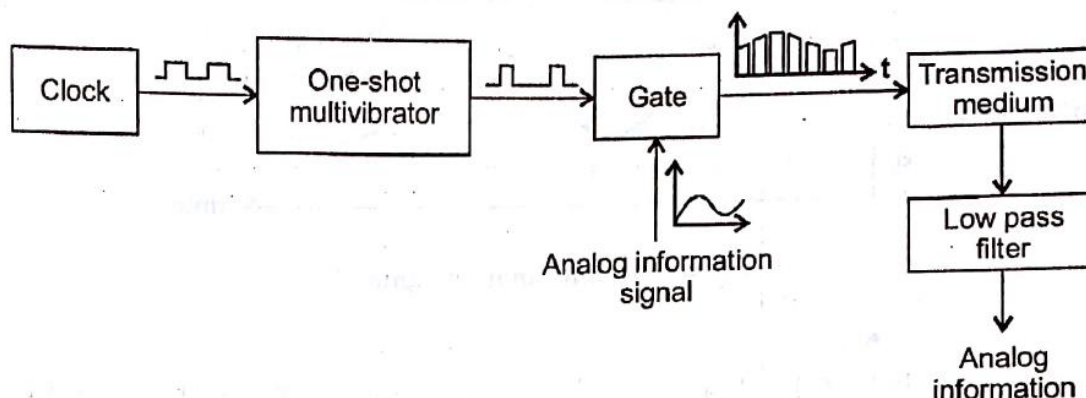 Clock
One-shot
multivibrator
Gate
t
Transmission
medium
Low pass
filter
Analog information
signal
Analog
information